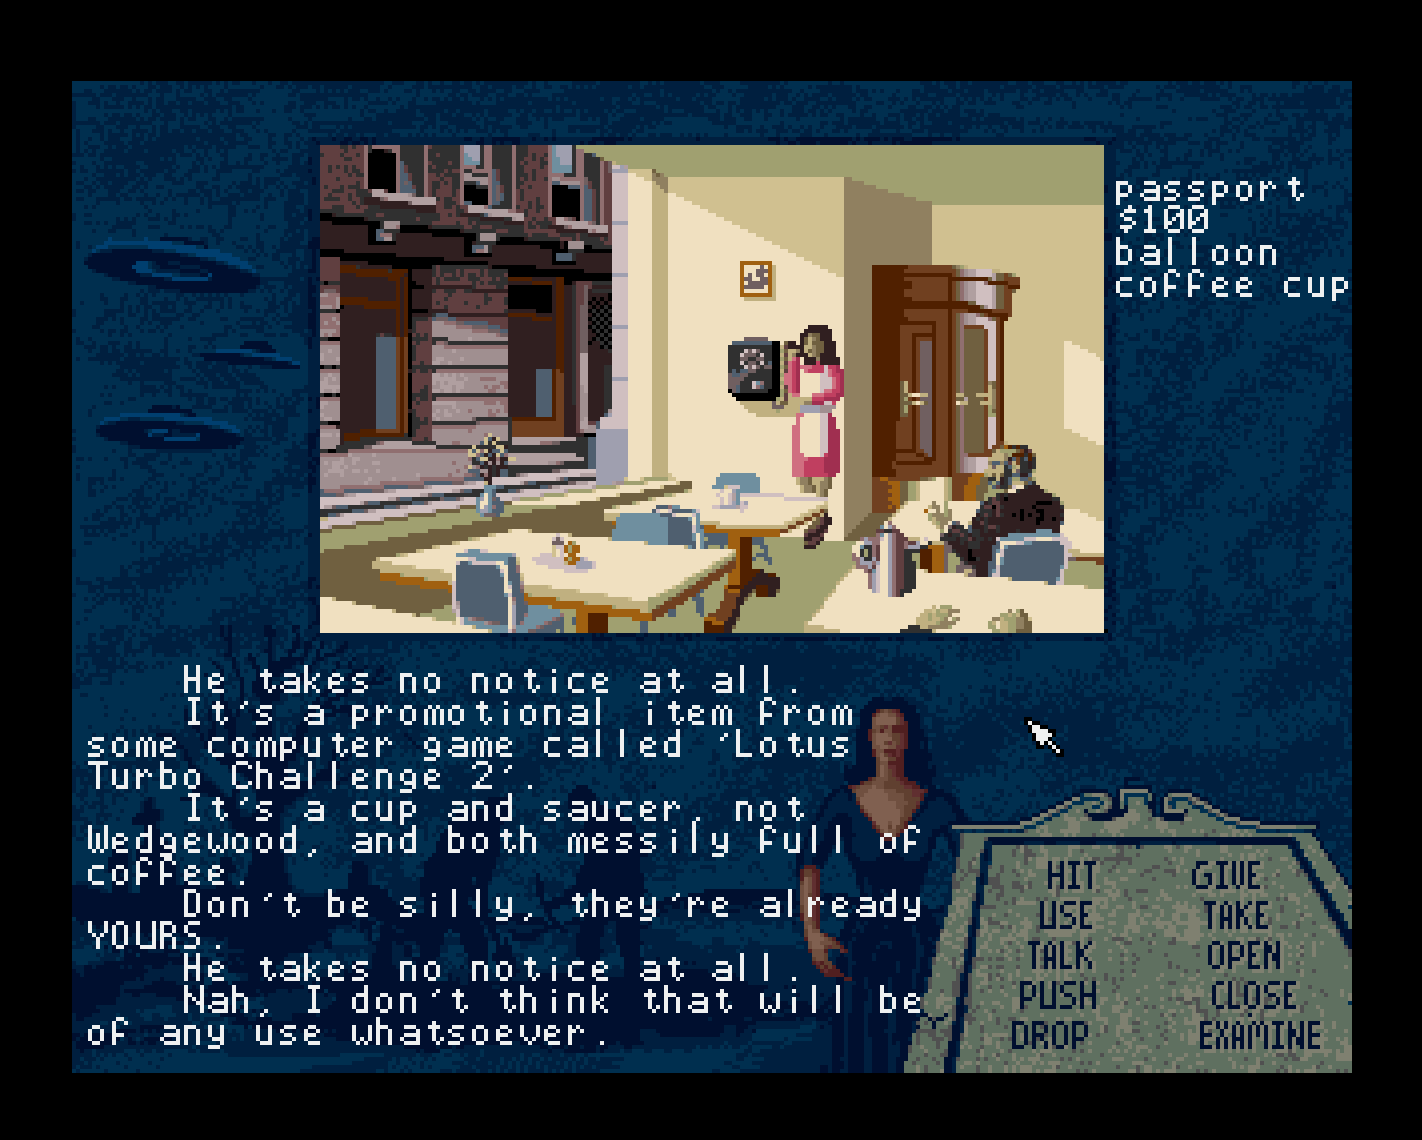 passport
$100
balloon
coffee cup
He takes no notice at all.
It's a promotional item from
some computer game called 'Lotus
Turbo Challenge 2'.
It's a cup and saucer, not
Wedgewood, and both messily full of
coffee.
Don't be silly, they're already
YOURS.
He takes no notice at all.
Nah, I don't think that will be
of any use whatsoever.
HIT GIVE
USE TAKE
TALK OPEN
PUSH CLOSE
DROP EXAMINE